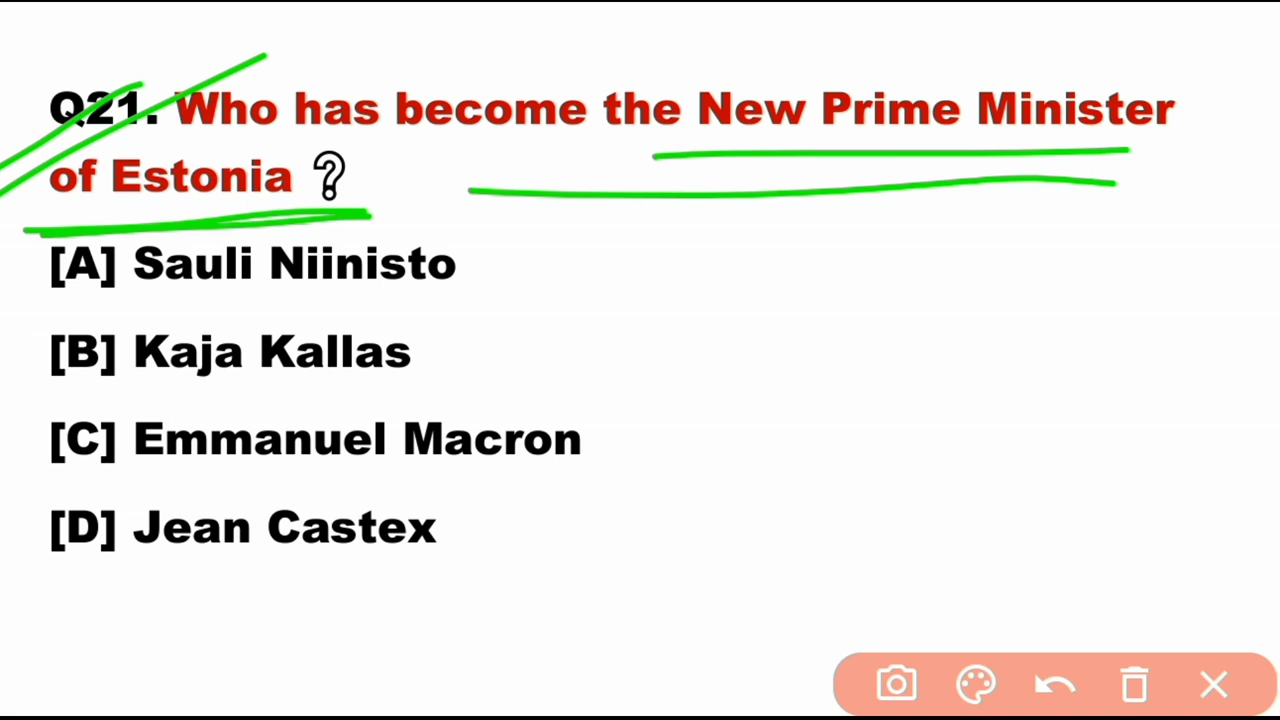 Q21. Who has become the New Prime Minister
of Estonia ?
[A] Sauli Niinisto
[B] Kaja Kallas
[C] Emmanuel Macron
[D] Jean Castex